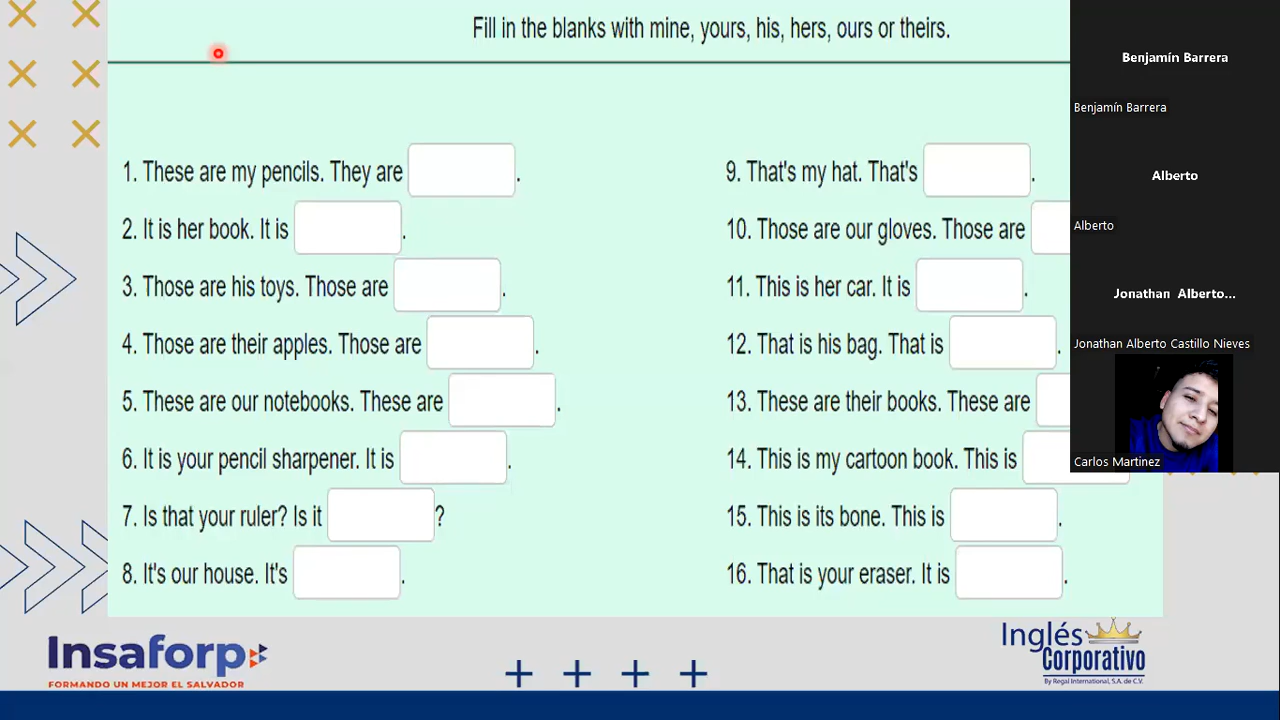 Fill in the blanks with mine, yours, his, hers, ours or theirs.
1. These are my pencils. They are .
2. It is her book. It is .
3. Those are his toys. Those are .
4. Those are their apples. Those are .
5. These are our notebooks. These are .
6. It is your pencil sharpener. It is .
7. Is that your ruler? Is it ?
8. It's our house. It's .
9. That's my hat. That's .
10. Those are our gloves. Those are
11. This is her car. It is .
12. That is his bag. That is .
13. These are their books. These are
14. This is my cartoon book. This is
15. This is its bone. This is .
16. That is your eraser. It is .
Benjamín Barrera
Benjamín Barrera
Alberto
Alberto
Jonathan Alberto...
Jonathan Alberto Castillo Nieves
Carlos Martinez
Insaforp
FORMANDO UN MEJOR EL SALVADOR
Inglés
Corporativo
By Regal International, S.A. de C.V.